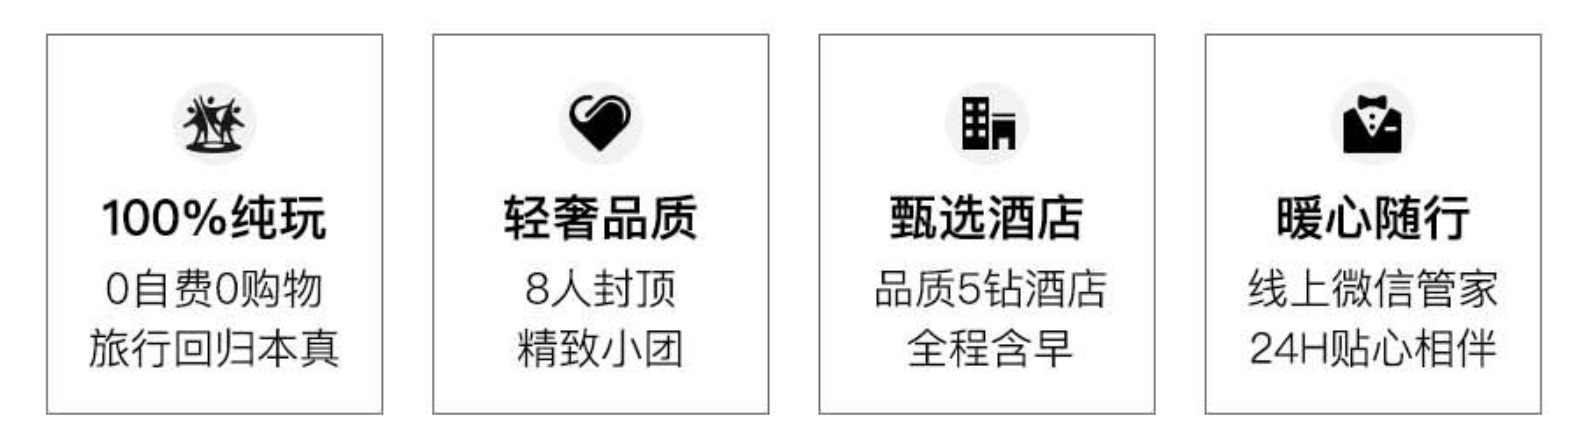 100%纯玩
0自费0购物
旅行回归本真
轻奢品质
8人封顶
精致小团
甄选酒店
品质5钻酒店
全程含早
暖心随行
线上微信管家
24H贴心相伴